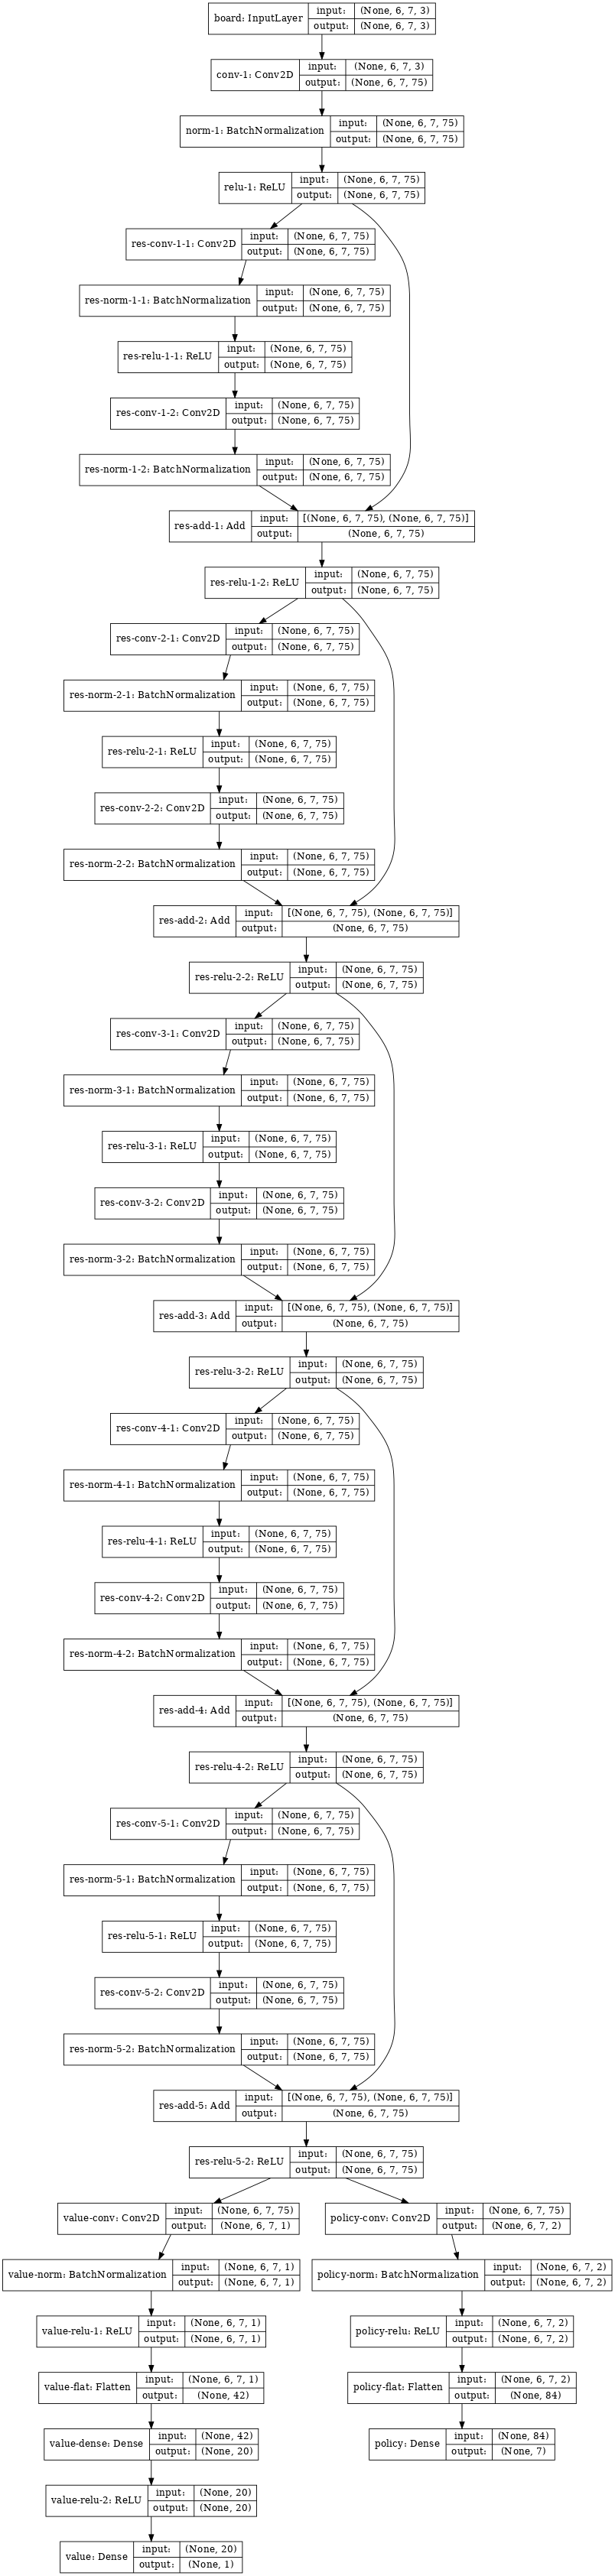 board: InputLayer input: (None, 6, 7, 3)
output: (None, 6, 7, 3)
conv-1: Conv2D input: (None, 6, 7, 3)
output: (None, 6, 7, 75)
norm-1: BatchNormalization input: (None, 6, 7, 75)
output: (None, 6, 7, 75)
relu-1: ReLU input: (None, 6, 7, 75)
output: (None, 6, 7, 75)
res-conv-1-1: Conv2D input: (None, 6, 7, 75)
output: (None, 6, 7, 75)
res-norm-1-1: BatchNormalization input: (None, 6, 7, 75)
output: (None, 6, 7, 75)
res-relu-1-1: ReLU input: (None, 6, 7, 75)
output: (None, 6, 7, 75)
res-conv-1-2: Conv2D input: (None, 6, 7, 75)
output: (None, 6, 7, 75)
res-norm-1-2: BatchNormalization input: (None, 6, 7, 75)
output: (None, 6, 7, 75)
res-add-1: Add input: [(None, 6, 7, 75), (None, 6, 7, 75)]
output: (None, 6, 7, 75)
res-relu-1-2: ReLU input: (None, 6, 7, 75)
output: (None, 6, 7, 75)
res-conv-2-1: Conv2D input: (None, 6, 7, 75)
output: (None, 6, 7, 75)
res-norm-2-1: BatchNormalization input: (None, 6, 7, 75)
output: (None, 6, 7, 75)
res-relu-2-1: ReLU input: (None, 6, 7, 75)
output: (None, 6, 7, 75)
res-conv-2-2: Conv2D input: (None, 6, 7, 75)
output: (None, 6, 7, 75)
res-norm-2-2: BatchNormalization input: (None, 6, 7, 75)
output: (None, 6, 7, 75)
res-add-2: Add input: [(None, 6, 7, 75), (None, 6, 7, 75)]
output: (None, 6, 7, 75)
res-relu-2-2: ReLU input: (None, 6, 7, 75)
output: (None, 6, 7, 75)
res-conv-3-1: Conv2D input: (None, 6, 7, 75)
output: (None, 6, 7, 75)
res-norm-3-1: BatchNormalization input: (None, 6, 7, 75)
output: (None, 6, 7, 75)
res-relu-3-1: ReLU input: (None, 6, 7, 75)
output: (None, 6, 7, 75)
res-conv-3-2: Conv2D input: (None, 6, 7, 75)
output: (None, 6, 7, 75)
res-norm-3-2: BatchNormalization input: (None, 6, 7, 75)
output: (None, 6, 7, 75)
res-add-3: Add input: [(None, 6, 7, 75), (None, 6, 7, 75)]
output: (None, 6, 7, 75)
res-relu-3-2: ReLU input: (None, 6, 7, 75)
output: (None, 6, 7, 75)
res-conv-4-1: Conv2D input: (None, 6, 7, 75)
output: (None, 6, 7, 75)
res-norm-4-1: BatchNormalization input: (None, 6, 7, 75)
output: (None, 6, 7, 75)
res-relu-4-1: ReLU input: (None, 6, 7, 75)
output: (None, 6, 7, 75)
res-conv-4-2: Conv2D input: (None, 6, 7, 75)
output: (None, 6, 7, 75)
res-norm-4-2: BatchNormalization input: (None, 6, 7, 75)
output: (None, 6, 7, 75)
res-add-4: Add input: [(None, 6, 7, 75), (None, 6, 7, 75)]
output: (None, 6, 7, 75)
res-relu-4-2: ReLU input: (None, 6, 7, 75)
output: (None, 6, 7, 75)
res-conv-5-1: Conv2D input: (None, 6, 7, 75)
output: (None, 6, 7, 75)
res-norm-5-1: BatchNormalization input: (None, 6, 7, 75)
output: (None, 6, 7, 75)
res-relu-5-1: ReLU input: (None, 6, 7, 75)
output: (None, 6, 7, 75)
res-conv-5-2: Conv2D input: (None, 6, 7, 75)
output: (None, 6, 7, 75)
res-norm-5-2: BatchNormalization input: (None, 6, 7, 75)
output: (None, 6, 7, 75)
res-add-5: Add input: [(None, 6, 7, 75), (None, 6, 7, 75)]
output: (None, 6, 7, 75)
res-relu-5-2: ReLU input: (None, 6, 7, 75)
output: (None, 6, 7, 75)
value-conv: Conv2D input: (None, 6, 7, 75)
output: (None, 6, 7, 1)
policy-conv: Conv2D input: (None, 6, 7, 75)
output: (None, 6, 7, 2)
value-norm: BatchNormalization input: (None, 6, 7, 1)
output: (None, 6, 7, 1)
policy-norm: BatchNormalization input: (None, 6, 7, 2)
output: (None, 6, 7, 2)
value-relu-1: ReLU input: (None, 6, 7, 1)
output: (None, 6, 7, 1)
policy-relu: ReLU input: (None, 6, 7, 2)
output: (None, 6, 7, 2)
value-flat: Flatten input: (None, 6, 7, 1)
output: (None, 42)
policy-flat: Flatten input: (None, 6, 7, 2)
output: (None, 84)
value-dense: Dense input: (None, 42)
output: (None, 20)
policy: Dense input: (None, 84)
output: (None, 7)
value-relu-2: ReLU input: (None, 20)
output: (None, 20)
value: Dense input: (None, 20)
output: (None, 1)